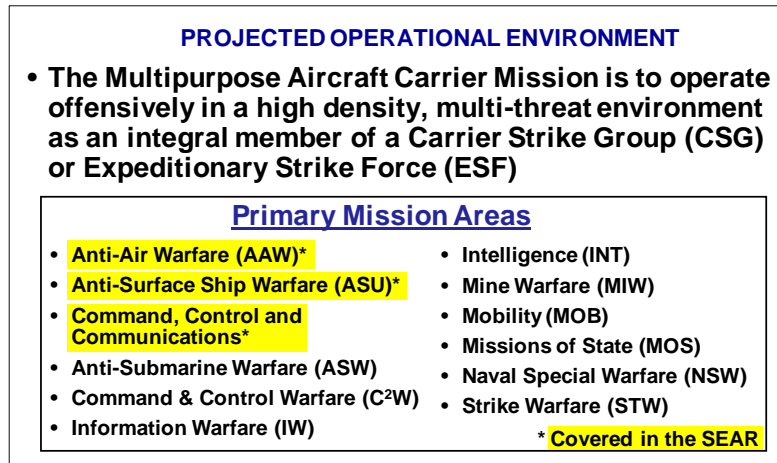 PROJECTED OPERATIONAL ENVIRONMENT
• The Multipurpose Aircraft Carrier Mission is to operate
offensively in a high density, multi-threat environment
as an integral member of a Carrier Strike Group (CSG)
or Expeditionary Strike Force (ESF)
Primary Mission Areas
• Anti-Air Warfare (AAW)*
• Anti-Surface Ship Warfare (ASU)*
• Command, Control and
Communications*
• Anti-Submarine Warfare (ASW)
• Command & Control Warfare (C²W)
• Information Warfare (IW)
• Intelligence (INT)
• Mine Warfare (MIW)
• Mobility (MOB)
• Missions of State (MOS)
• Naval Special Warfare (NSW)
• Strike Warfare (STW)
* Covered in the SEAR